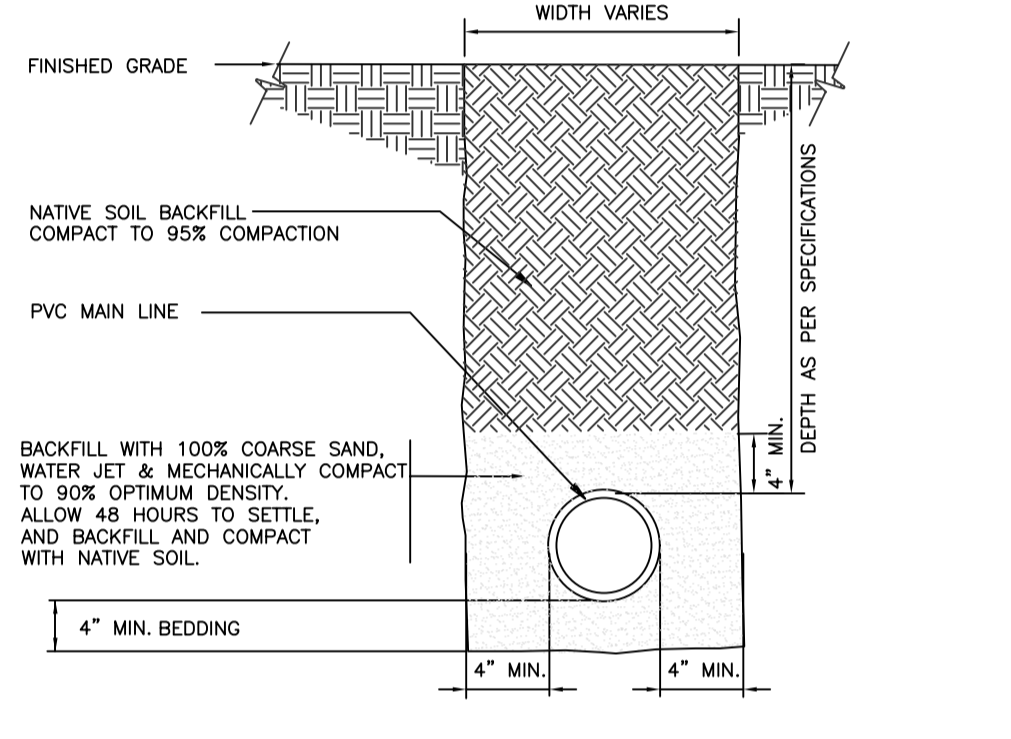 WIDTH VARIES
FINISHED GRADE
NATIVE SOIL BACKFILL
COMPACT TO 95% COMPACTION
DEPTH AS PER SPECIFICATIONS
PVC MAIN LINE
4" MIN.
BACKFILL WITH 100% COARSE SAND,
WATER JET & MECHANICALLY COMPACT
TO 90% OPTIMUM DENSITY.
ALLOW 48 HOURS TO SETTLE,
AND BACKFILL AND COMPACT
WITH NATIVE SOIL.
4" MIN. BEDDING
4" MIN.
4" MIN.